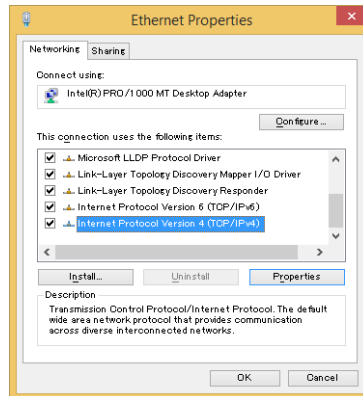 Ethernet Properties
Networking Sharing
Connect using:
Intel(R) PRO/1000 MT Desktop Adapter
Configure...
This connection uses the following items:
Microsoft LLDP Protocol Driver
Link-Layer Topology Discovery Mapper I/O Driver
Link-Layer Topology Discovery Responder
Internet Protocol Version 6 (TCP/IPv6)
Internet Protocol Version 4 (TCP/IPv4)
Install... Uninstall Properties
Description
Transmission Control Protocol/Internet Protocol. The default
wide area network protocol that provides communication
across diverse interconnected networks.
OK Cancel